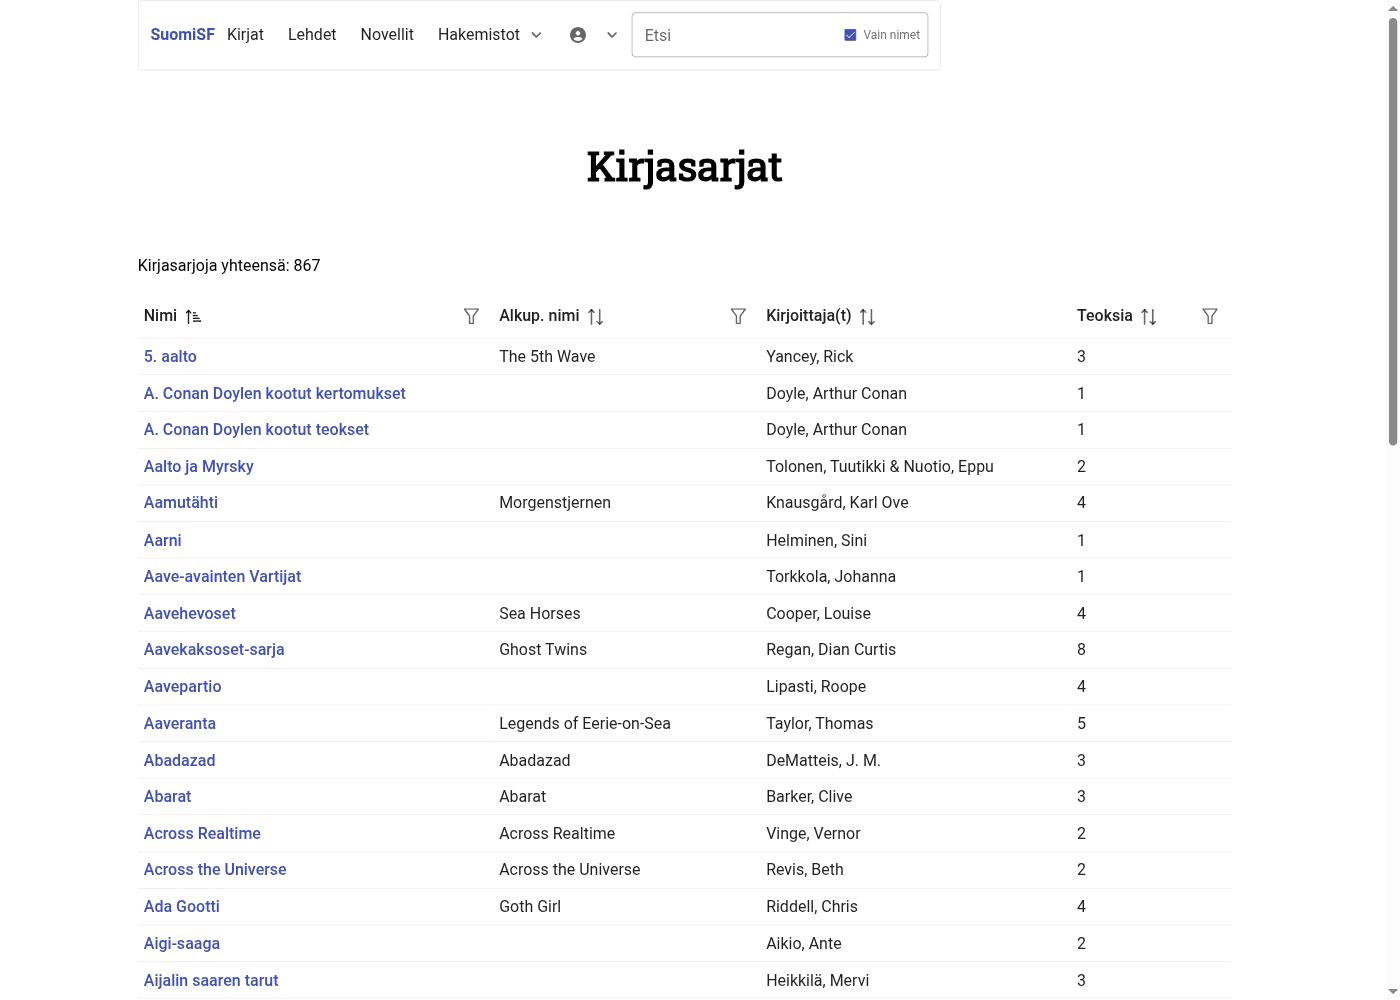 SuomiSF Kirjat Lehdet Novellit Hakemistot Etsi Vain nimet
Kirjasarjat
Kirjasarjoja yhteensä: 867
Nimi Alkup. nimi Kirjoittaja(t) Teoksia
5. aalto The 5th Wave Yancey, Rick 3
A. Conan Doylen kootut kertomukset Doyle, Arthur Conan 1
A. Conan Doylen kootut teokset Doyle, Arthur Conan 1
Aalto ja Myrsky Tolonen, Tuutikki & Nuotio, Eppu 2
Aamutähti Morgenstjernen Knausgård, Karl Ove 4
Aarni Helminen, Sini 1
Aave-avainten Vartijat Torkkola, Johanna 1
Aavehevoset Sea Horses Cooper, Louise 4
Aavekaksoset-sarja Ghost Twins Regan, Dian Curtis 8
Aavepartio Lipasti, Roope 4
Aaveranta Legends of Eerie-on-Sea Taylor, Thomas 5
Abadazad Abadazad DeMatteis, J. M. 3
Abarat Abarat Barker, Clive 3
Across Realtime Across Realtime Vinge, Vernor 2
Across the Universe Across the Universe Revis, Beth 2
Ada Gootti Goth Girl Riddell, Chris 4
Aigi-saaga Aikio, Ante 2
Aijalin saaren tarut Heikkilä, Mervi 3